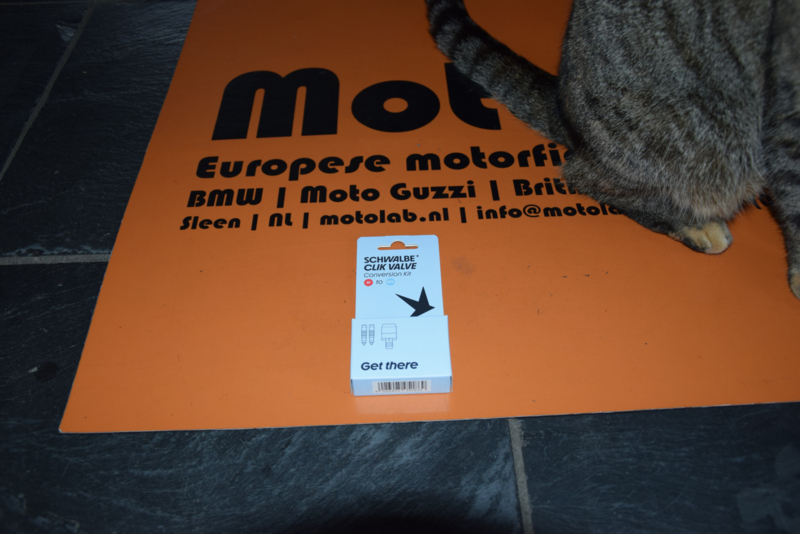 Mot
Europese motorfi
BMW | Moto Guzzi | Brit
Sleen | NL | motolab.nl | info@motola
SCHWALBE
CLIK VALVE
Conversion Kit
TO
Get there